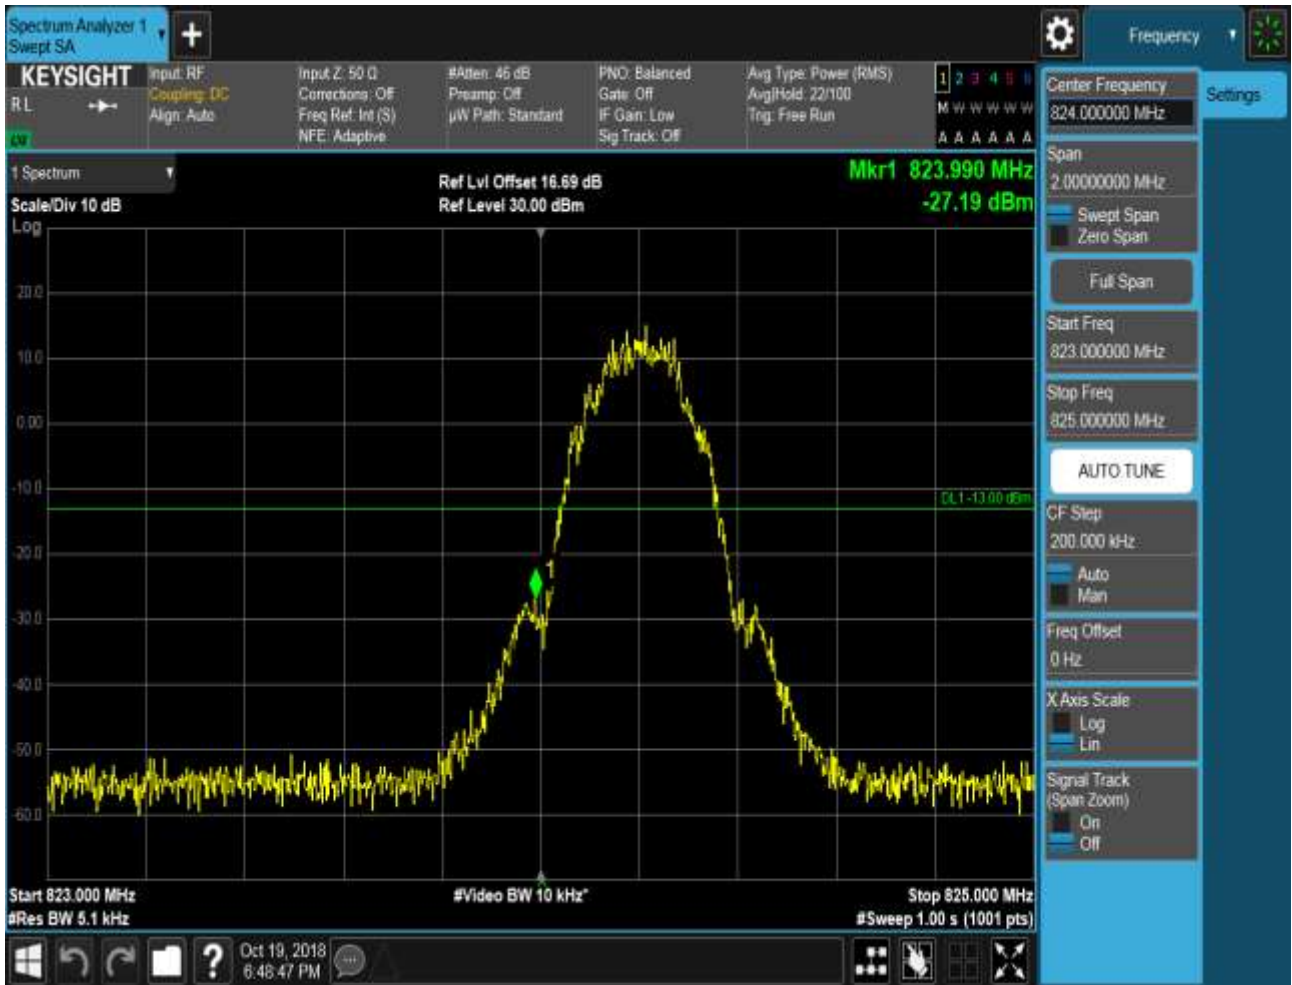 Spectrum Analyzer 1
Swept SA
Frequency
KEYSIGHT
R L
Input: RF
Coupling: DC
Align: Auto
Input Z: 50 Ω
Corrections: Off
Freq Ref: Int (S)
NFE: Adaptive
#Atten: 46 dB
Preamp: Off
µW Path: Standard
PNO: Balanced
Gate: Off
IF Gain: Low
Sig Track: Off
Avg Type: Power (RMS)
Avg|Hold: 22/100
Trig: Free Run
1 2 3 4 5 6
M W W W W W
A A A A A A
1 Spectrum
Scale/Div 10 dB
Log
Ref Lvl Offset 16.69 dB
Ref Level 30.00 dBm
Mkr1 823.990 MHz
-27.19 dBm
20.0
10.0
0.00
-10.0
-20.0
-30.0
-40.0
-50.0
-60.0
DL1 -13.00 dBm
1
Start 823.000 MHz
#Res BW 5.1 kHz
#Video BW 10 kHz*
Stop 825.000 MHz
#Sweep 1.00 s (1001 pts)
Center Frequency
824.000000 MHz
Settings
Span
2.00000000 MHz
Swept Span
Zero Span
Full Span
Start Freq
823.000000 MHz
Stop Freq
825.000000 MHz
AUTO TUNE
CF Step
200.000 kHz
Auto
Man
Freq Offset
0 Hz
X Axis Scale
Log
Lin
Signal Track
(Span Zoom)
On
Off
Oct 19, 2018
6:48:47 PM